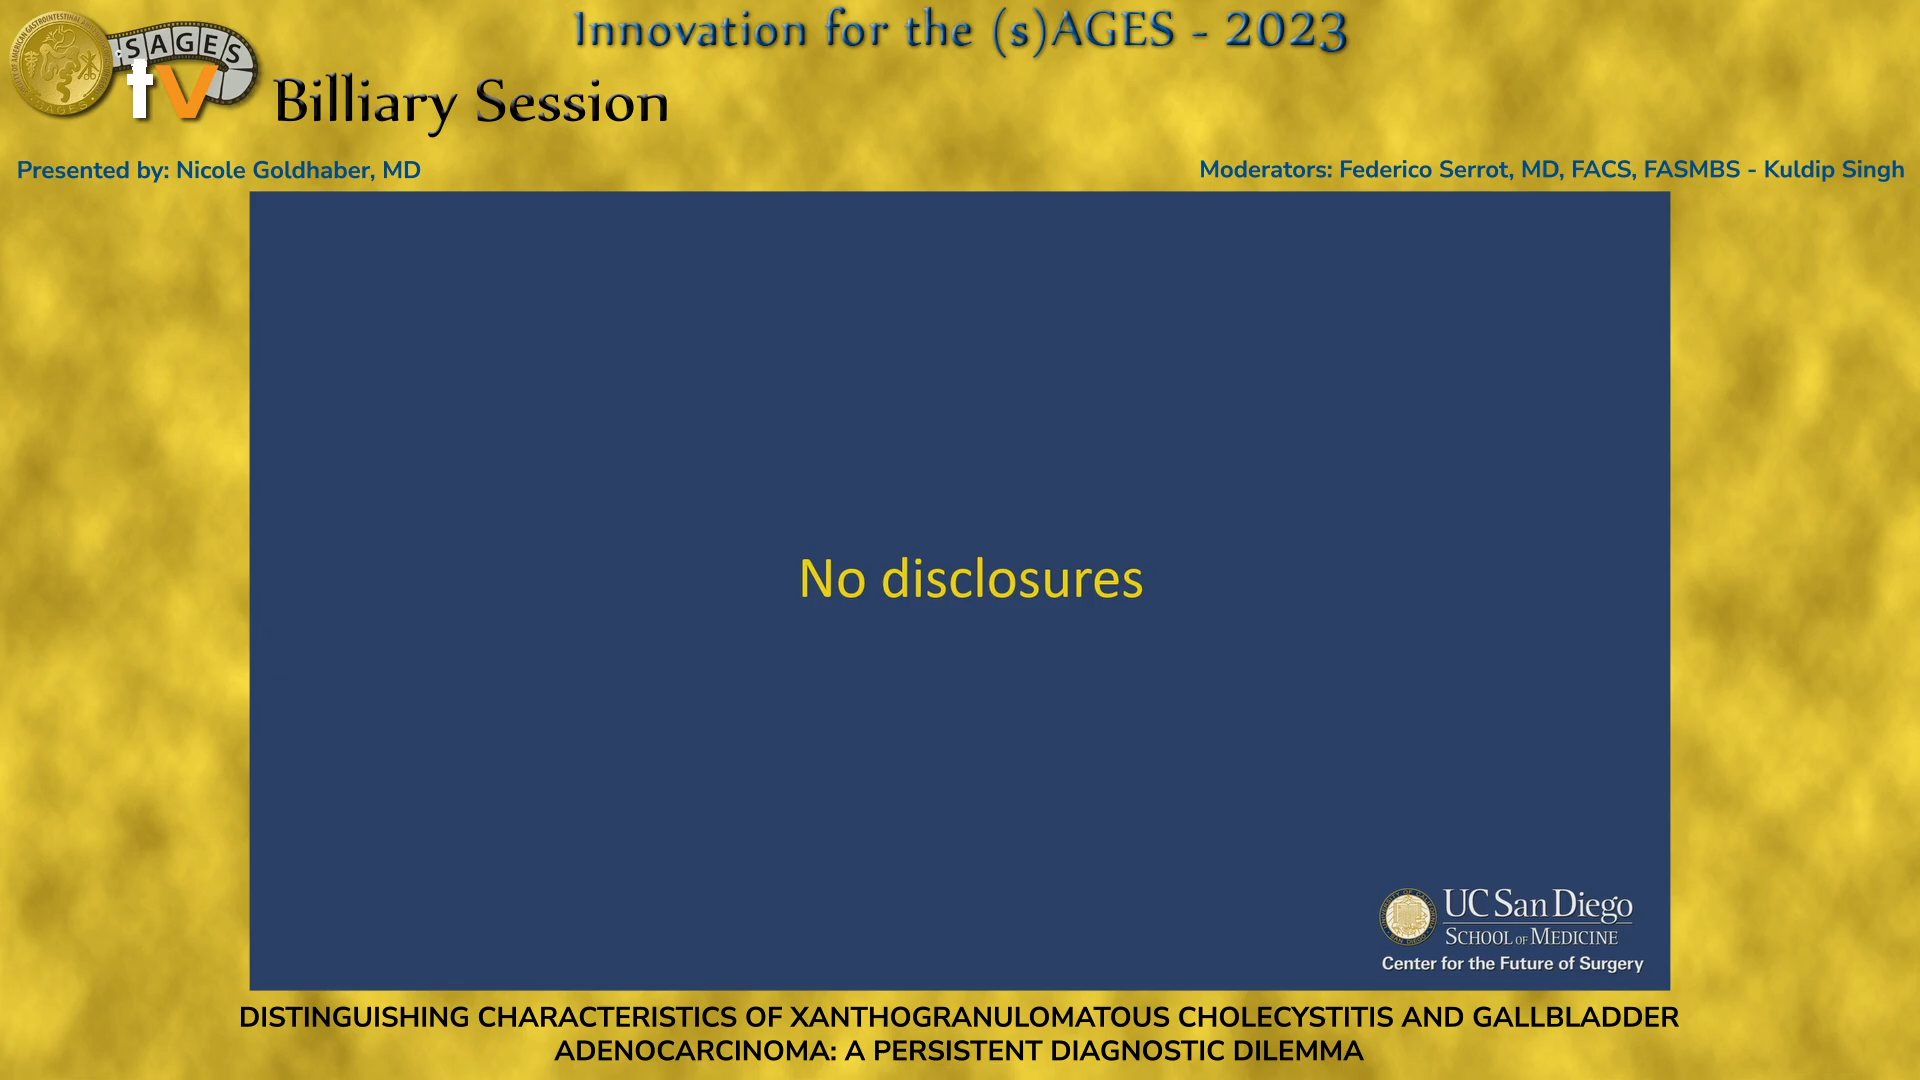 Innovation for the (s)AGES - 2023
SAGES
tv
Billiary Session
Presented by: Nicole Goldhaber, MD
Moderators: Federico Serrot, MD, FACS, FASMBS - Kuldip Singh
No disclosures
UC San Diego
SCHOOL OF MEDICINE
Center for the Future of Surgery
DISTINGUISHING CHARACTERISTICS OF XANTHOGRANULOMATOUS CHOLECYSTITIS AND GALLBLADDER
ADENOCARCINOMA: A PERSISTENT DIAGNOSTIC DILEMMA